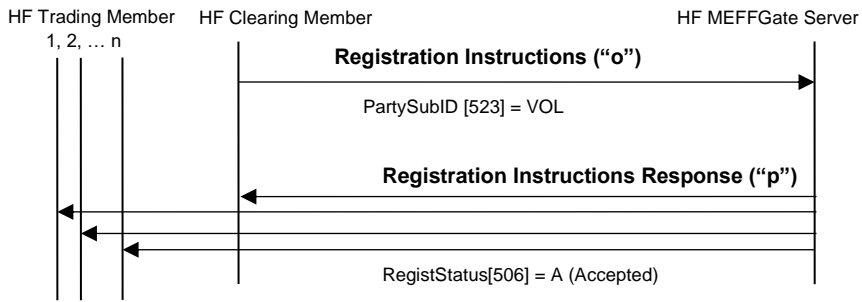 HF Trading Member
1, 2, … n
HF Clearing Member
HF MEFFGate Server
Registration Instructions (“o”)
PartySubID [523] = VOL
Registration Instructions Response (“p”)
RegistStatus[506] = A (Accepted)